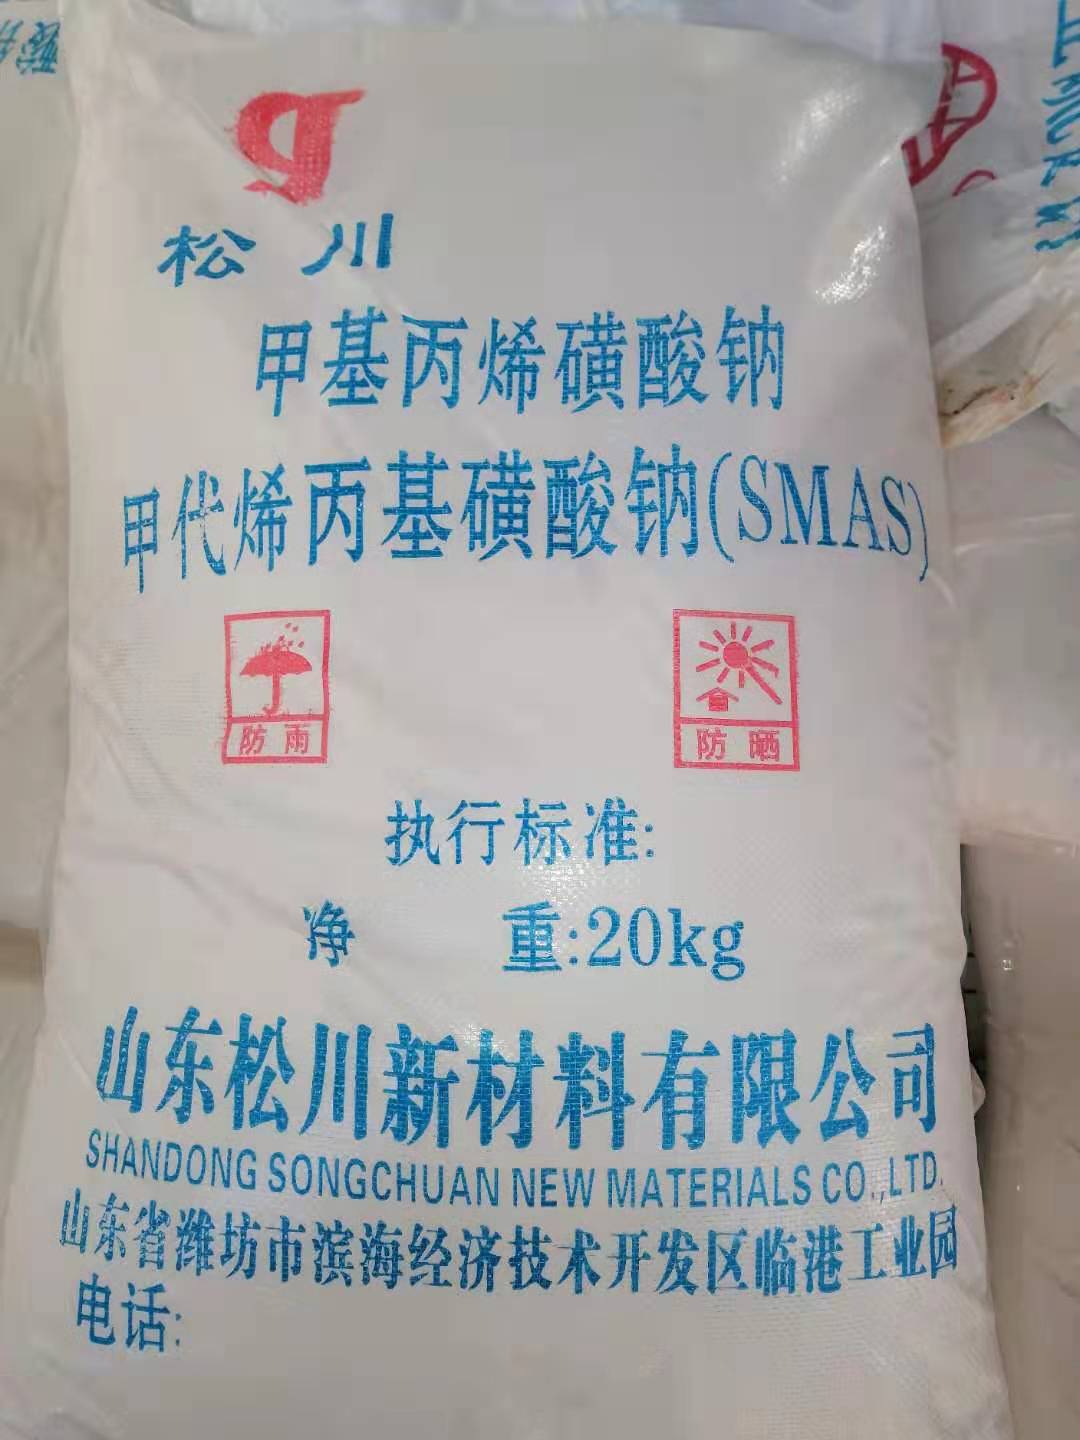 松川
甲基丙烯磺酸钠
甲代烯丙基磺酸钠(SMAS)
防雨
防晒
执行标准:
净 重:20kg
山东松川新材料有限公司
SHANDONG SONGCHUAN NEW MATERIALS CO.,LTD.
山东省潍坊市滨海经济技术开发区临港工业园
电话: